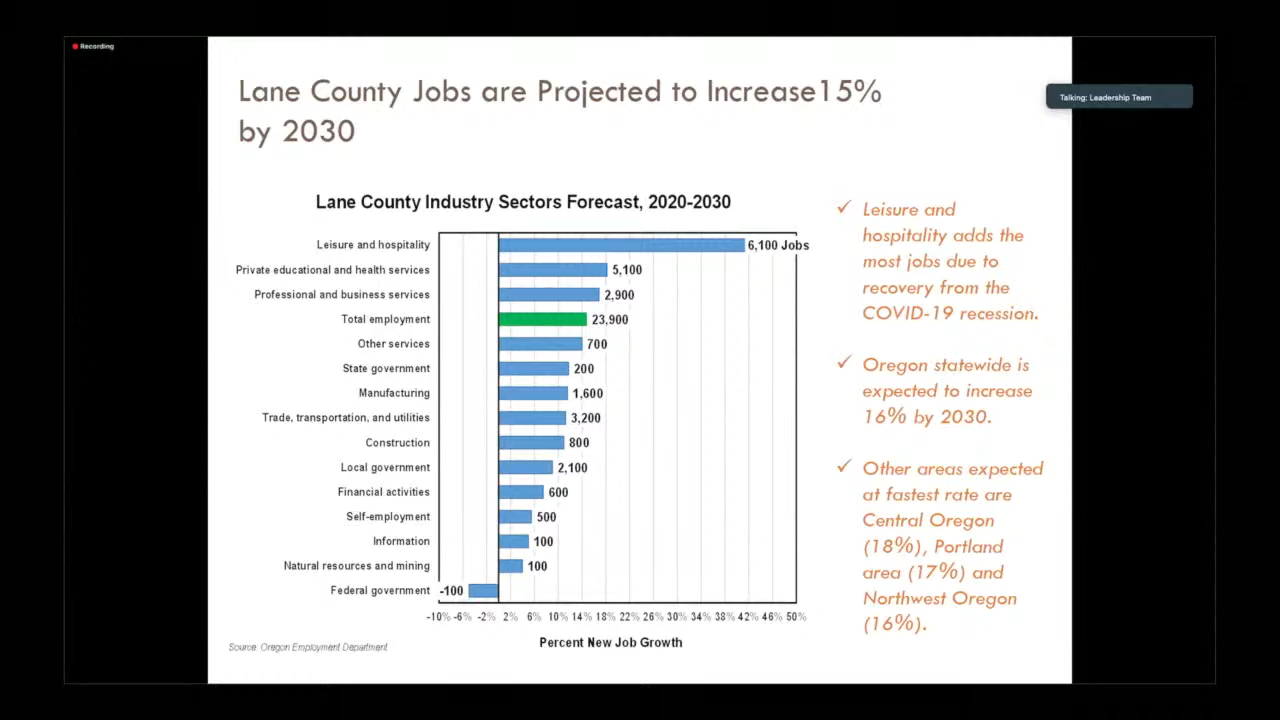 Recording
Lane County Jobs are Projected to Increase15%
by 2030
Talking: Leadership Team
Lane County Industry Sectors Forecast, 2020-2030
Leisure and hospitality 6,100 Jobs
Private educational and health services 5,100
Professional and business services 2,900
Total employment 23,900
Other services 700
State government 200
Manufacturing 1,600
Trade, transportation, and utilities 3,200
Construction 800
Local government 2,100
Financial activities 600
Self-employment 500
Information 100
Natural resources and mining 100
Federal government -100
-10% -6% -2% 2% 6% 10% 14% 18% 22% 26% 30% 34% 38% 42% 46% 50%
Percent New Job Growth
Source: Oregon Employment Department
✓ Leisure and
hospitality adds the
most jobs due to
recovery from the
COVID-19 recession.
✓ Oregon statewide is
expected to increase
16% by 2030.
✓ Other areas expected
at fastest rate are
Central Oregon
(18%), Portland
area (17%) and
Northwest Oregon
(16%).